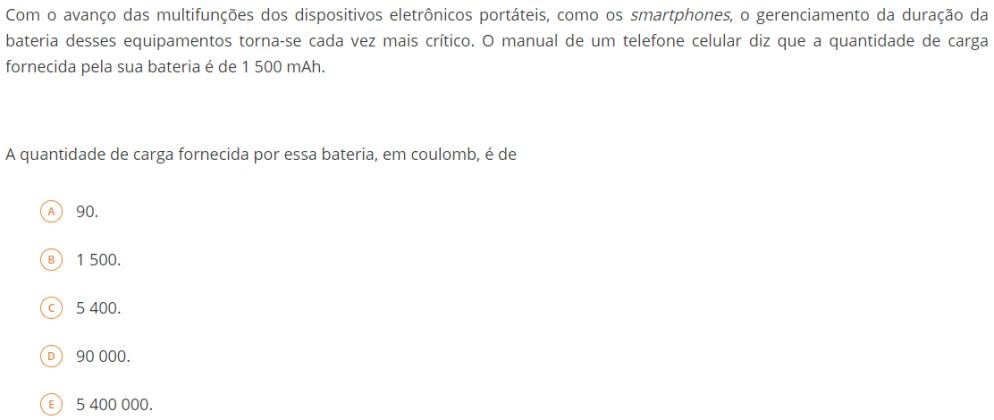 Com o avanço das multifunções dos dispositivos eletrônicos portáteis, como os smartphones, o gerenciamento da duração da
bateria desses equipamentos torna-se cada vez mais crítico. O manual de um telefone celular diz que a quantidade de carga
fornecida pela sua bateria é de 1 500 mAh.
A quantidade de carga fornecida por essa bateria, em coulomb, é de
A 90.
B 1 500.
C 5 400.
D 90 000.
E 5 400 000.